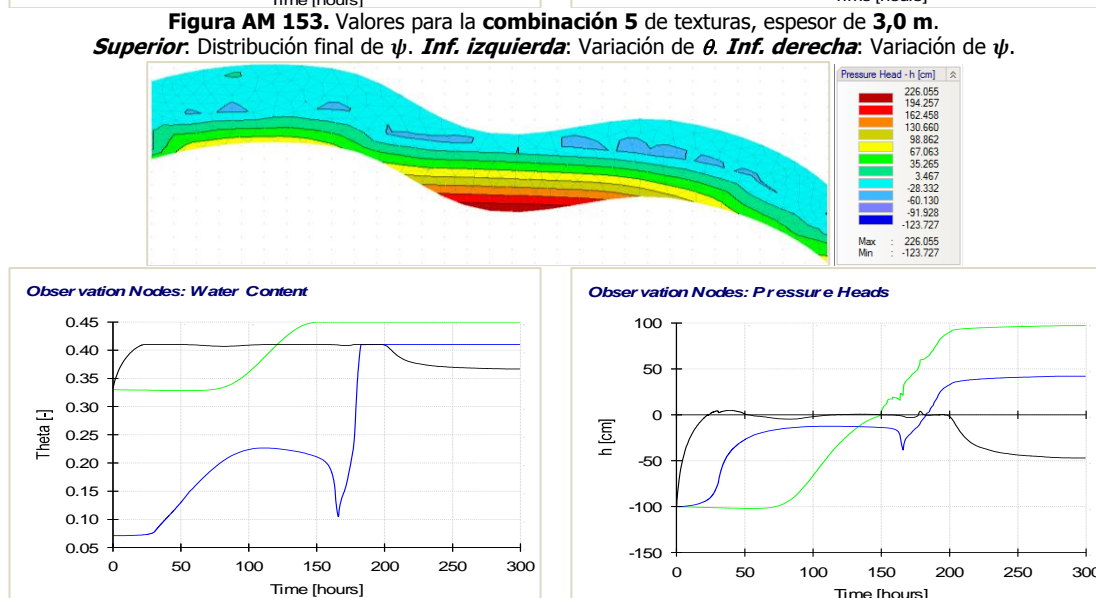 Time [hours]
Time [hours]
Figura AM 153. Valores para la combinación 5 de texturas, espesor de 3,0 m.
Superior: Distribución final de ψ. Inf. izquierda: Variación de θ. Inf. derecha: Variación de ψ.
Pressure Head - h [cm]
226.055
194.257
162.458
130.660
98.862
67.063
35.265
3.467
-28.332
-60.130
-91.928
-123.727
Max : 226.055
Min : -123.727
Observation Nodes: Water Content
0.45
0.40
0.35
0.30
0.25
0.20
0.15
0.10
0.05
Theta [-]
0 50 100 150 200 250 300
Time [hours]
Observation Nodes: Pressure Heads
100
50
0
-50
-100
-150
h [cm]
0 50 100 150 200 250 300
Time [hours]